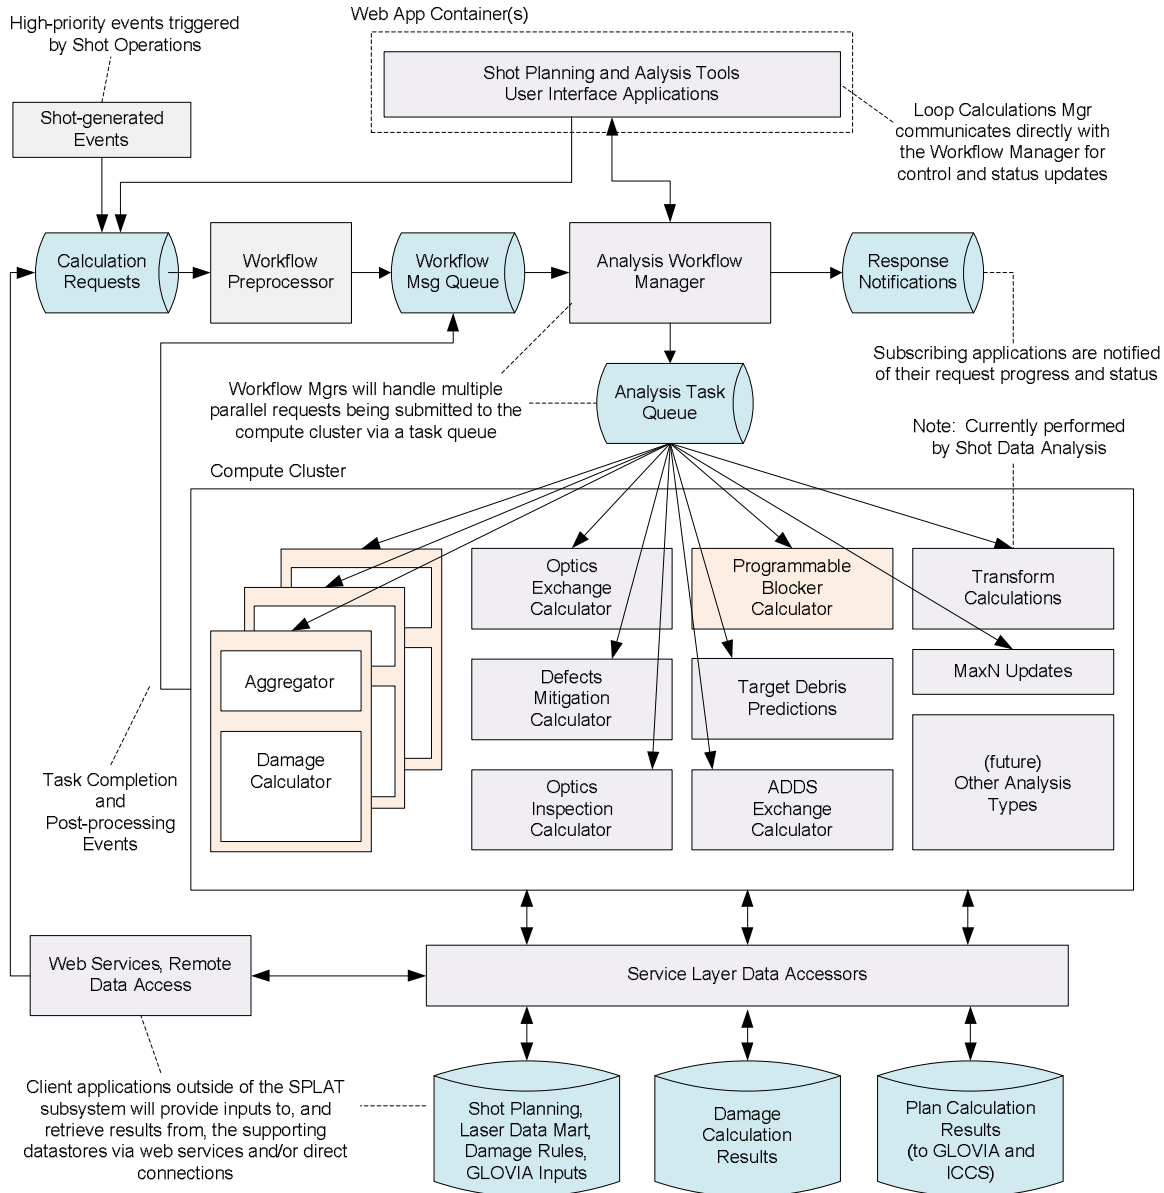 Web App Container(s)
High-priority events triggered
by Shot Operations
Shot Planning and Aalysis Tools
User Interface Applications
Shot-generated
Events
Loop Calculations Mgr
communicates directly with
the Workflow Manager for
control and status updates
Calculation
Requests
Workflow
Preprocessor
Workflow
Msg Queue
Analysis Workflow
Manager
Response
Notifications
Subscribing applications are notified
of their request progress and status
Workflow Mgrs will handle multiple
parallel requests being submitted to the
compute cluster via a task queue
Analysis Task
Queue
Note:  Currently performed
by Shot Data Analysis
Compute Cluster
Optics
Exchange
Calculator
Programmable
Blocker
Calculator
Transform
Calculations
Aggregator
Defects
Mitigation
Calculator
Target Debris
Predictions
MaxN Updates
Damage
Calculator
Optics
Inspection
Calculator
ADDS
Exchange
Calculator
(future)
Other Analysis
Types
Task Completion
and
Post-processing
Events
Web Services, Remote
Data Access
Service Layer Data Accessors
Client applications outside of the SPLAT
subsystem will provide inputs to, and
retrieve results from, the supporting
datastores via web services and/or direct
connections
Shot Planning,
Laser Data Mart,
Damage Rules,
GLOVIA Inputs
Damage
Calculation
Results
Plan Calculation
Results
(to GLOVIA and
ICCS)